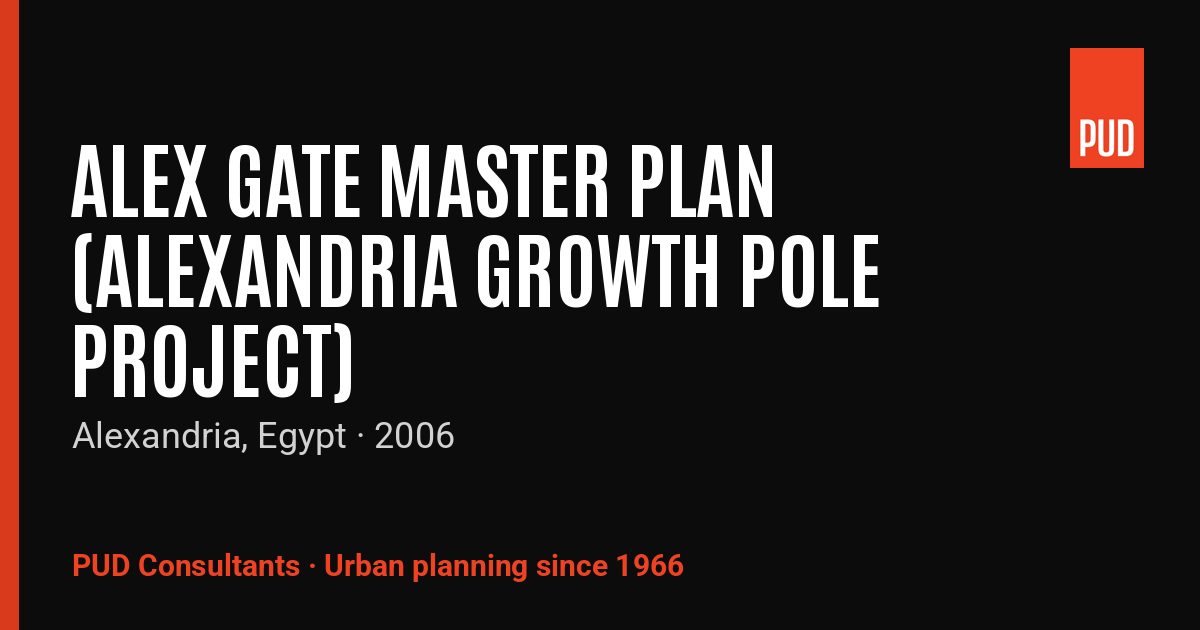 PUD
ALEX GATE MASTER PLAN
(ALEXANDRIA GROWTH POLE
PROJECT)
Alexandria, Egypt · 2006
PUD Consultants · Urban planning since 1966